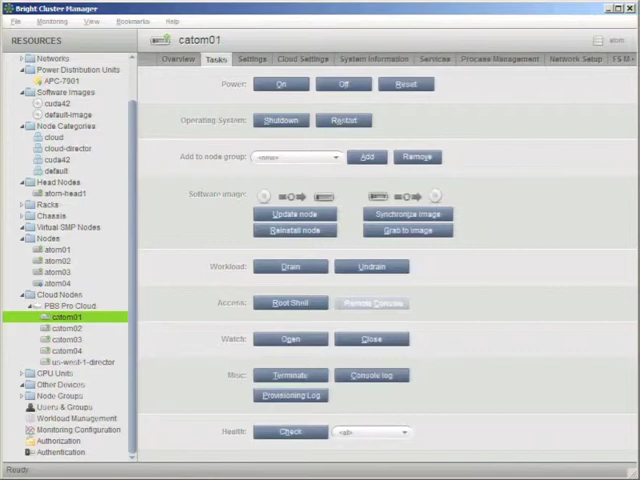 Bright Cluster Manager
File Monitoring View Bookmarks Help
RESOURCES
catom01
atom
Overview Tasks Settings Cloud Settings System Information Services Process Management Network Setup FS M
Networks
Power Distribution Units
APC-7901
Software Images
cuda42
default-image
Node Categories
cloud
cloud-director
cuda42
default
Head Nodes
atom-head1
Racks
Chassis
Virtual SMP Nodes
Nodes
atom01
atom02
atom03
atom04
Cloud Nodes
PBS Pro Cloud
catom01
catom02
catom03
catom04
us-west-1-director
CPU Units
Other Devices
Node Groups
Users & Groups
Workload Management
Monitoring Configuration
Authorization
Authentication
Power: On Off Reset
Operating System: Shutdown Restart
Add to node group: <none> Add Remove
Software image:
Update node Synchronize image
Reinstall node Grab to image
Workload: Drain Undrain
Access: Root Shell Remote Console
Watch: Open Close
Misc: Terminate Console log
Provisioning Log
Health: Check <all>
Ready